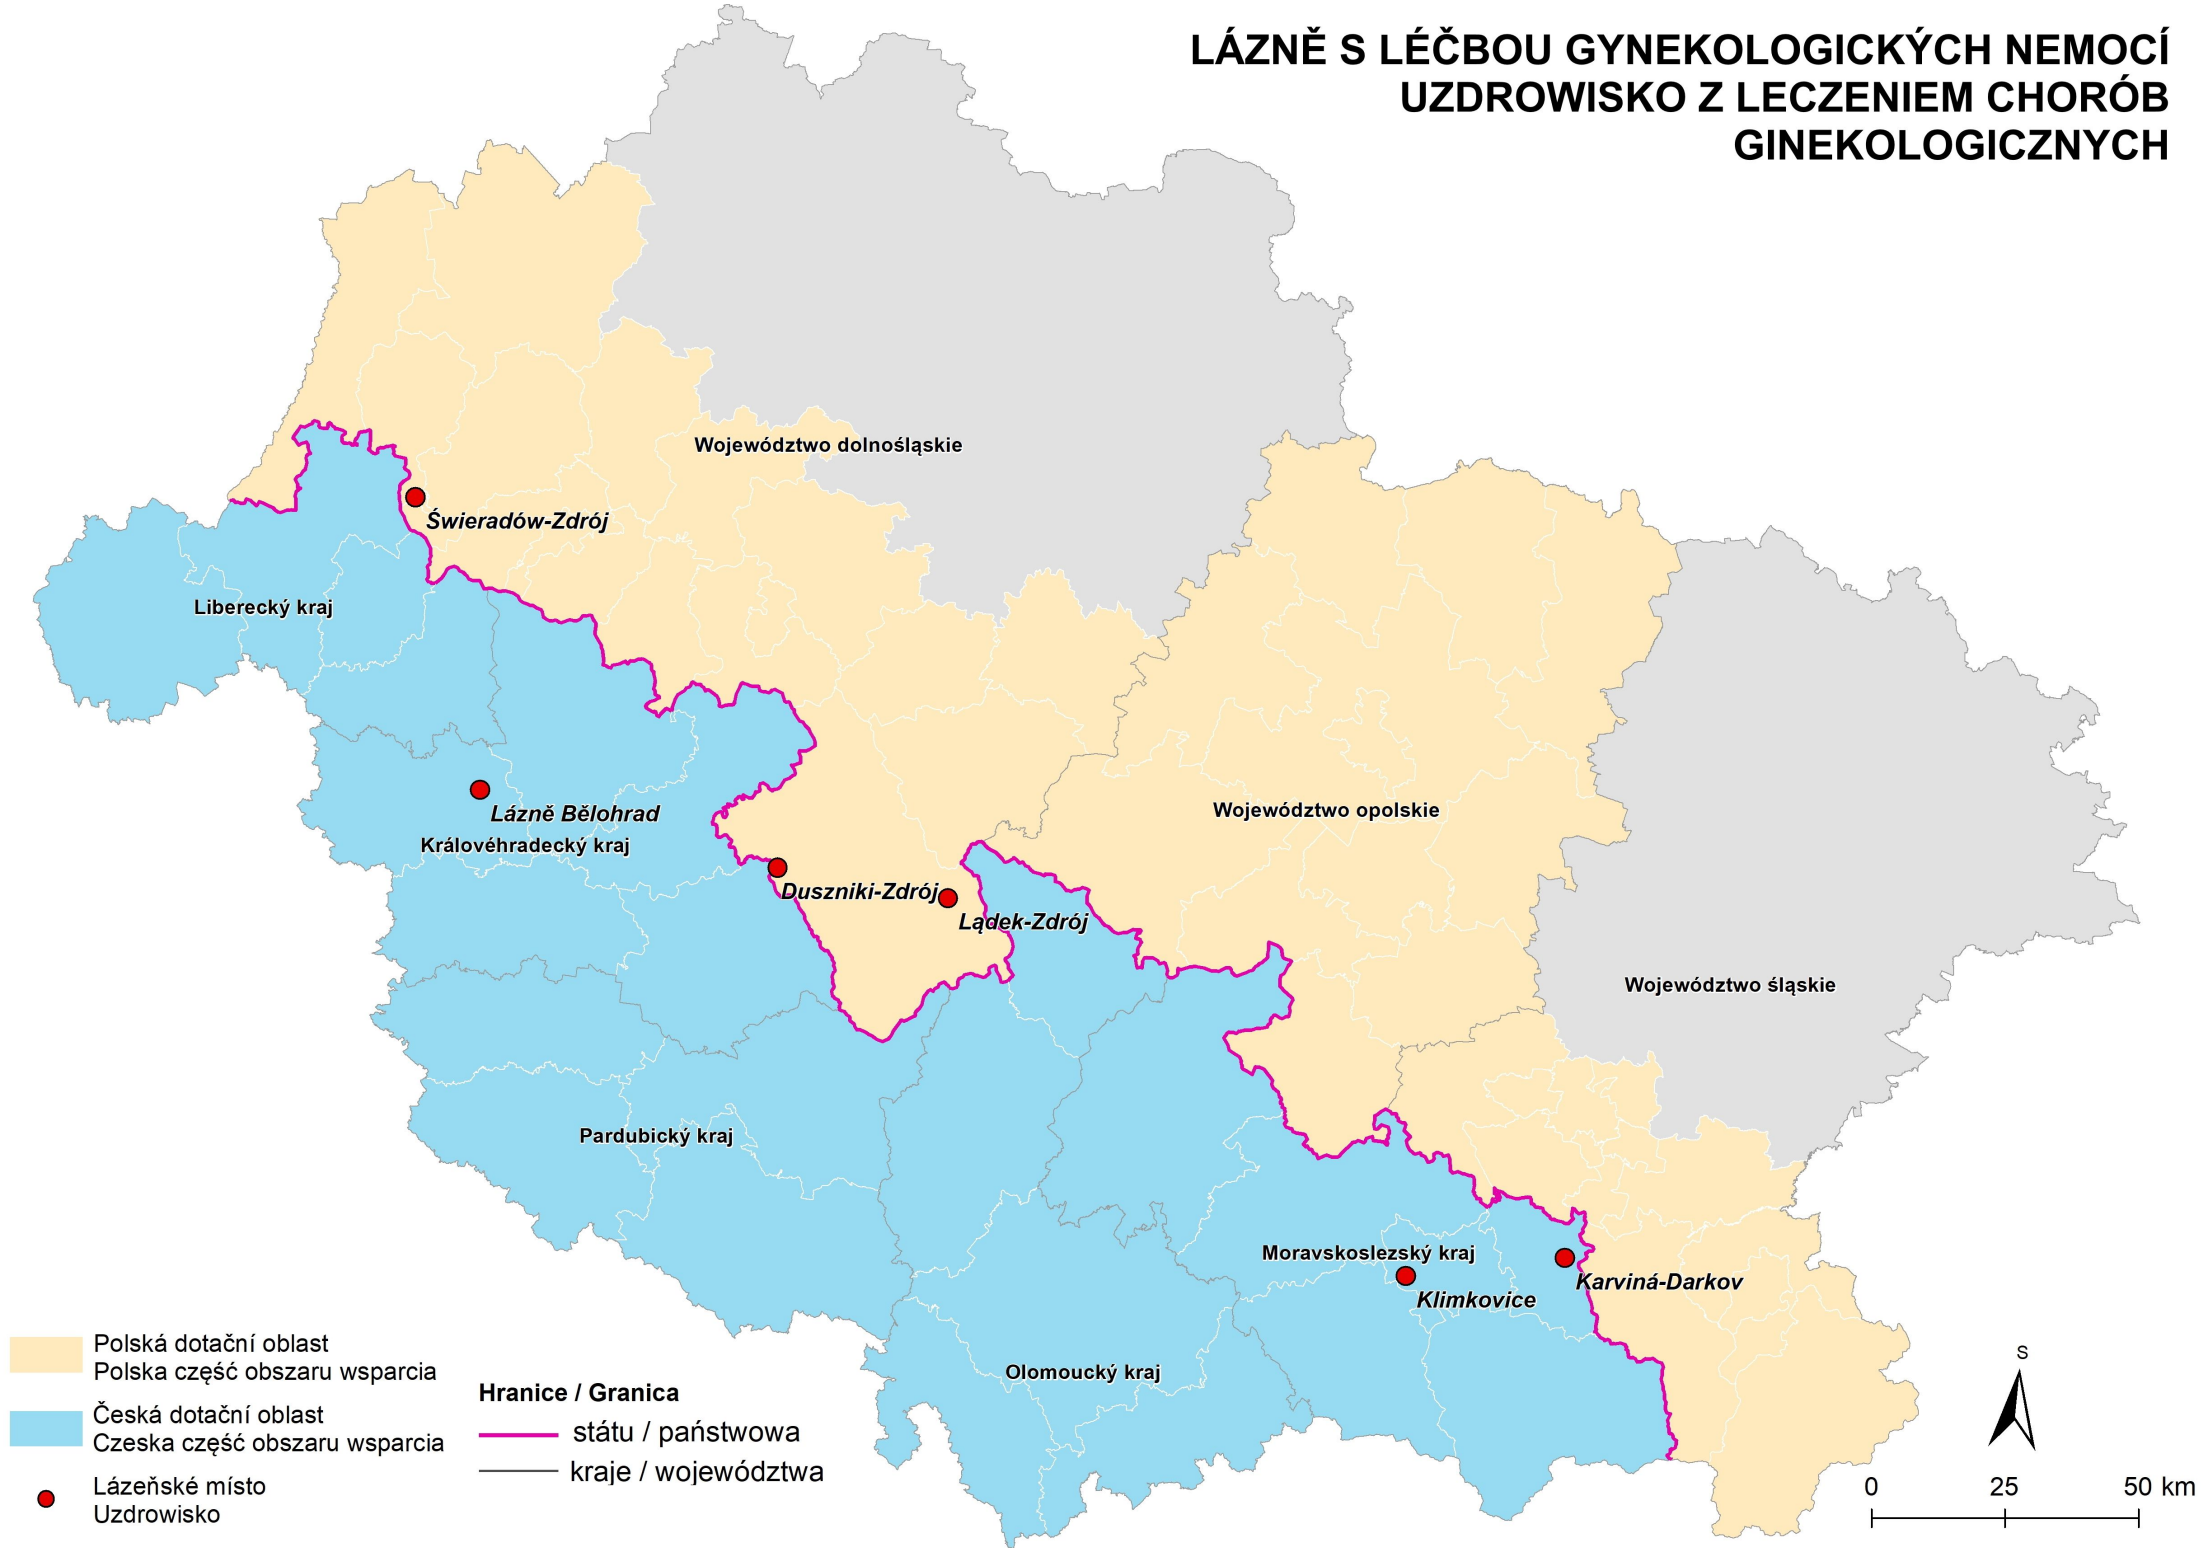 LÁZNĚ S LÉČBOU GYNEKOLOGICKÝCH NEMOCÍ
UZDROWISKO Z LECZENIEM CHORÓB
GINEKOLOGICZNYCH
Województwo dolnośląskie
Świeradów-Zdrój
Liberecký kraj
Lázně Bělohrad
Województwo opolskie
Královéhradecký kraj
Duszniki-Zdrój
Lądek-Zdrój
Województwo śląskie
Pardubický kraj
Moravskoslezský kraj
Karviná-Darkov
Klimkovice
Olomoucký kraj
Polská dotační oblast
Polska część obszaru wsparcia
Česká dotační oblast
Czeska część obszaru wsparcia
Lázeňské místo
Uzdrowisko
Hranice / Granica
státu / państwowa
kraje / województwa
S
0 25 50 km